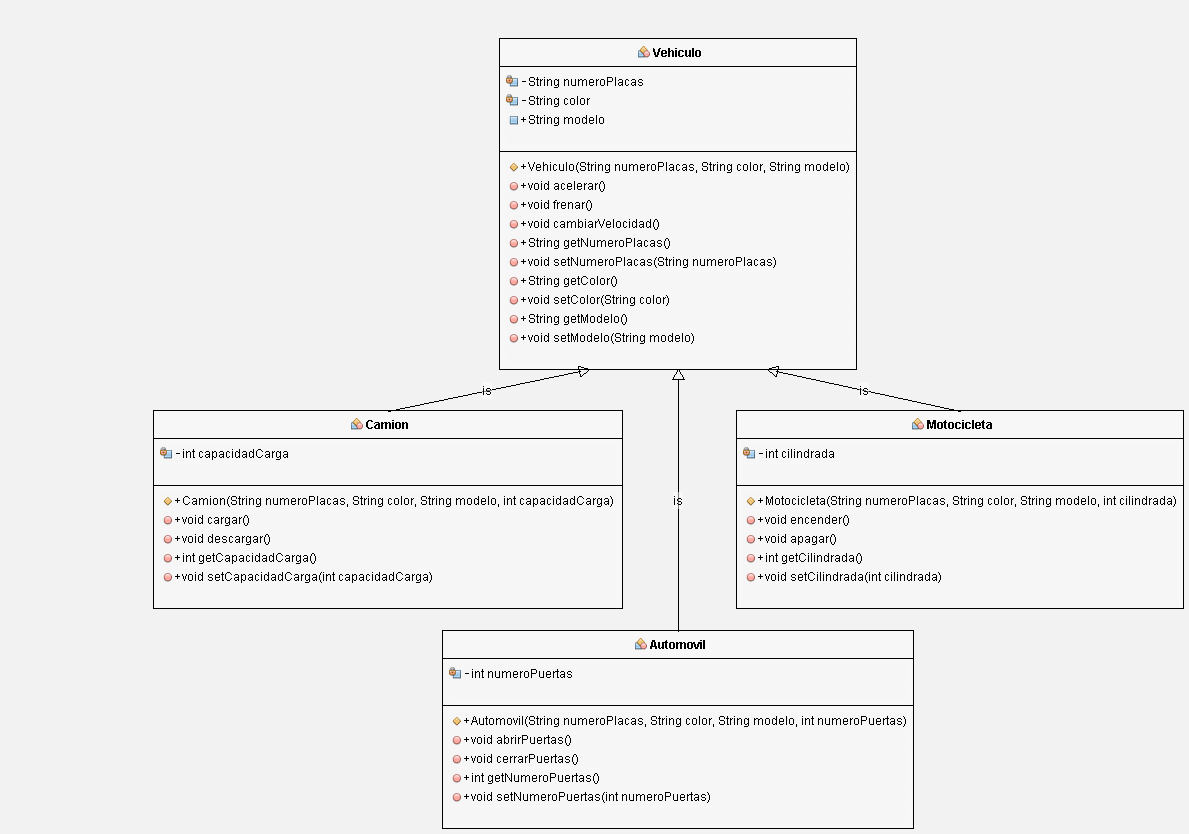 Vehiculo
-String numeroPlacas
-String color
+String modelo
+Vehiculo(String numeroPlacas, String color, String modelo)
+void acelerar()
+void frenar()
+void cambiarVelocidad()
+String getNumeroPlacas()
+void setNumeroPlacas(String numeroPlacas)
+String getColor()
+void setColor(String color)
+String getModelo()
+void setModelo(String modelo)
is
is
is
Camion
-int capacidadCarga
+Camion(String numeroPlacas, String color, String modelo, int capacidadCarga)
+void cargar()
+void descargar()
+int getCapacidadCarga()
+void setCapacidadCarga(int capacidadCarga)
Motocicleta
-int cilindrada
+Motocicleta(String numeroPlacas, String color, String modelo, int cilindrada)
+void encender()
+void apagar()
+int getCilindrada()
+void setCilindrada(int cilindrada)
Automovil
-int numeroPuertas
+Automovil(String numeroPlacas, String color, String modelo, int numeroPuertas)
+void abrirPuertas()
+void cerrarPuertas()
+int getNumeroPuertas()
+void setNumeroPuertas(int numeroPuertas)